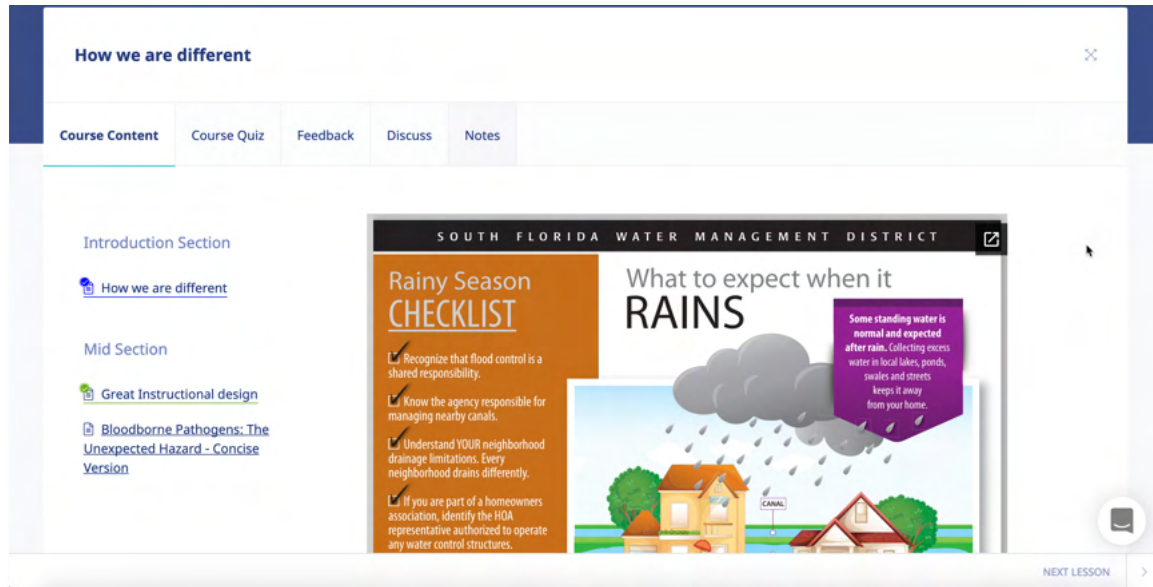 How we are different
Course Content
Course Quiz
Feedback
Discuss
Notes
Introduction Section
How we are different
Mid Section
Great Instructional design
Bloodborne Pathogens: The
Unexpected Hazard - Concise
Version
SOUTH FLORIDA WATER MANAGEMENT DISTRICT
Rainy Season
CHECKLIST
Recognize that flood control is a
shared responsibility.
Know the agency responsible for
managing nearby canals.
Understand YOUR neighborhood
drainage limitations. Every
neighborhood drains differently.
If you are part of a homeowners
association, identify the HOA
representative authorized to operate
any water control structures.
What to expect when it
RAINS
Some standing water is
normal and expected
after rain. Collecting excess
water in local lakes, ponds,
swales and streets
keeps it away
from your home.
CANAL
NEXT LESSON